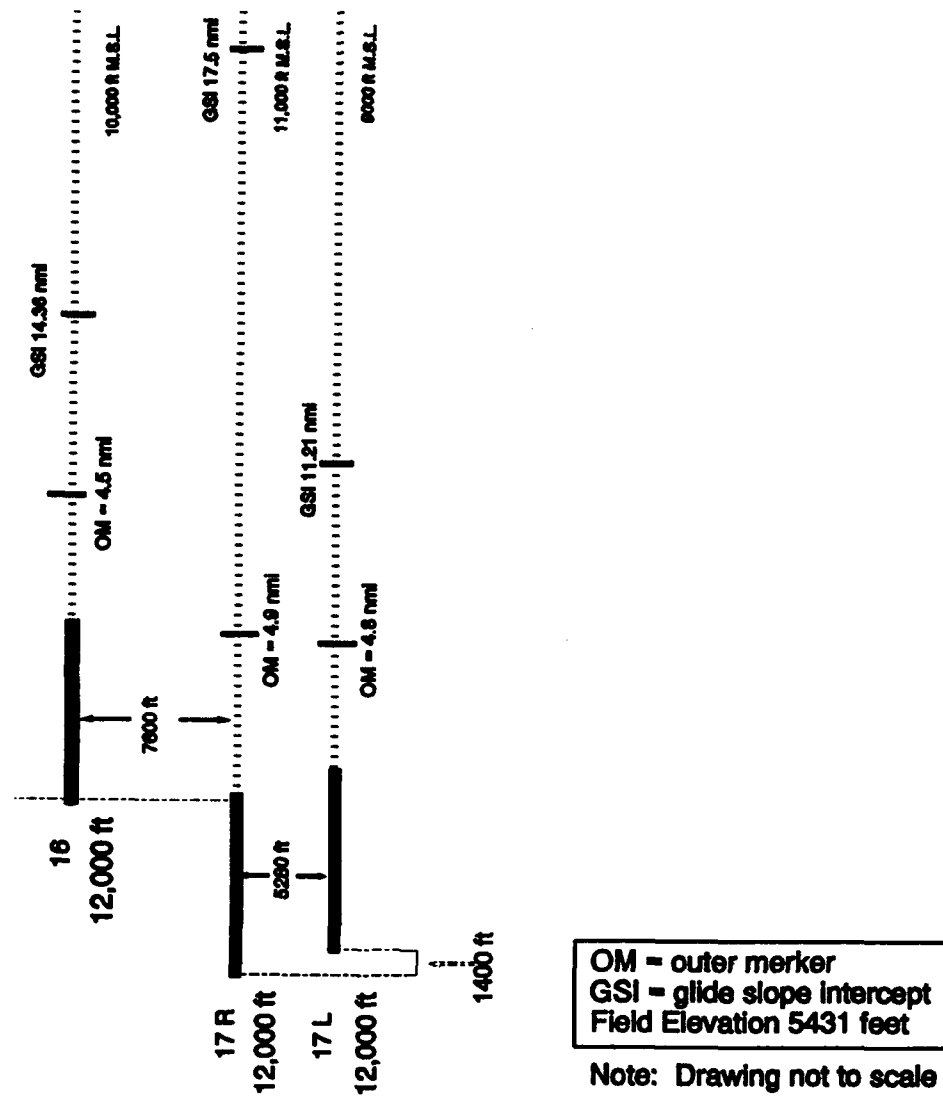 10,000 ft M.S.L.
GSI 14.36 nmi
OM = 4.5 nmi
16
12,000 ft
7600 ft
GSI 17.5 nmi
11,000 ft M.S.L.
OM = 4.9 nmi
17 R
12,000 ft
5280 ft
9000 ft M.S.L.
GSI 11.21 nmi
OM = 4.8 nmi
17 L
12,000 ft
1400 ft
OM = outer merker
GSI = glide slope intercept
Field Elevation 5431 feet
Note: Drawing not to scale